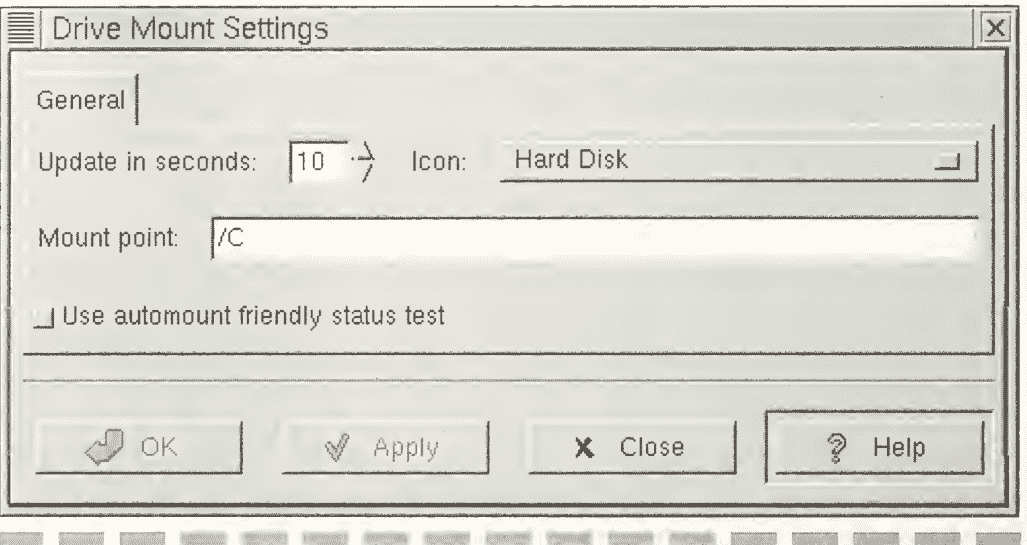 Drive Mount Settings
General
Update in seconds: 10 Icon: Hard Disk
Mount point: /C
Use automount friendly status test
OK Apply Close Help